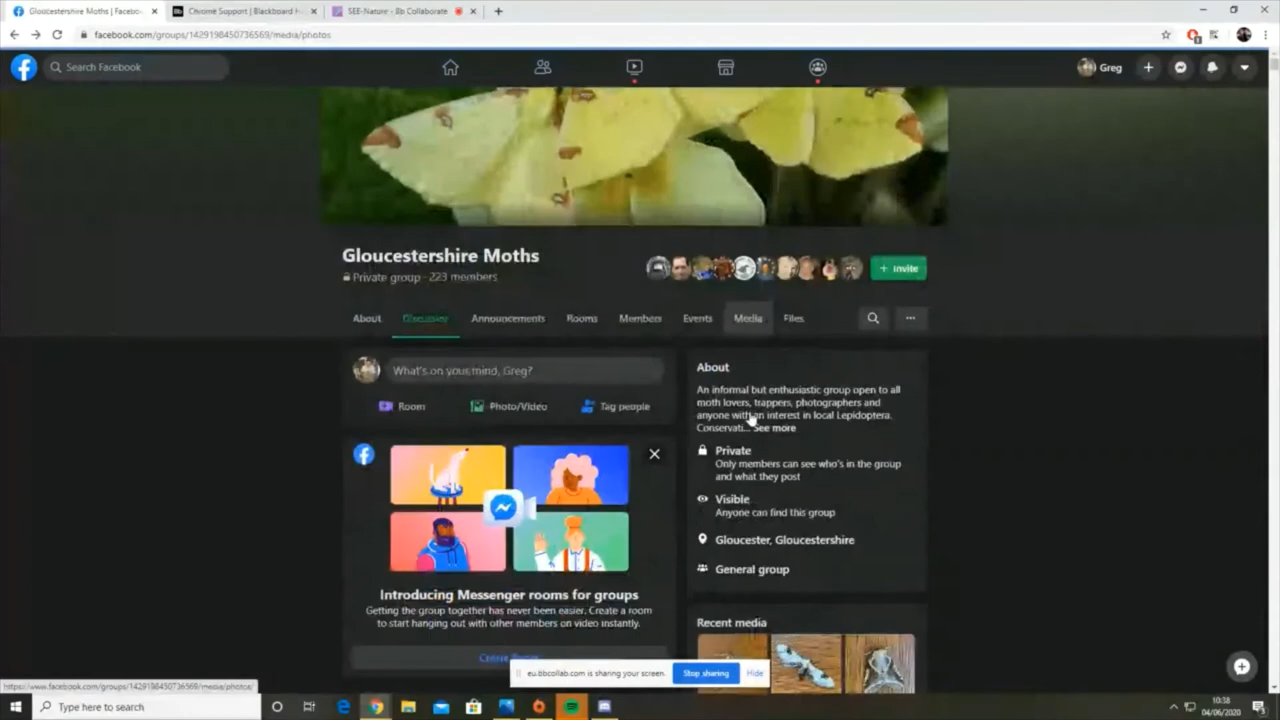 Gloucestershire Moths | Facebo
Chrome Support | Blackboard H
SEE-Nature - Bb Collaborate
facebook.com/groups/1429198450736569/media/photos
Search Facebook
Greg
Gloucestershire Moths
Private group · 223 members
+ Invite
About
Discussion
Announcements
Rooms
Members
Events
Media
Files
What's on your mind, Greg?
Room
Photo/Video
Tag people
About
An informal but enthusiastic group open to all
moth lovers, trappers, photographers and
anyone with an interest in local Lepidoptera.
Conservati... See more
Private
Only members can see who's in the group
and what they post
Visible
Anyone can find this group
Gloucester, Gloucestershire
General group
Introducing Messenger rooms for groups
Getting the group together has never been easier. Create a room
to start hanging out with other members on video instantly.
Recent media
eu.bbcollab.com is sharing your screen.
Stop sharing
Hide
https://www.facebook.com/groups/1429198450736569/media/photos
Type here to search
10:38
04/06/2020